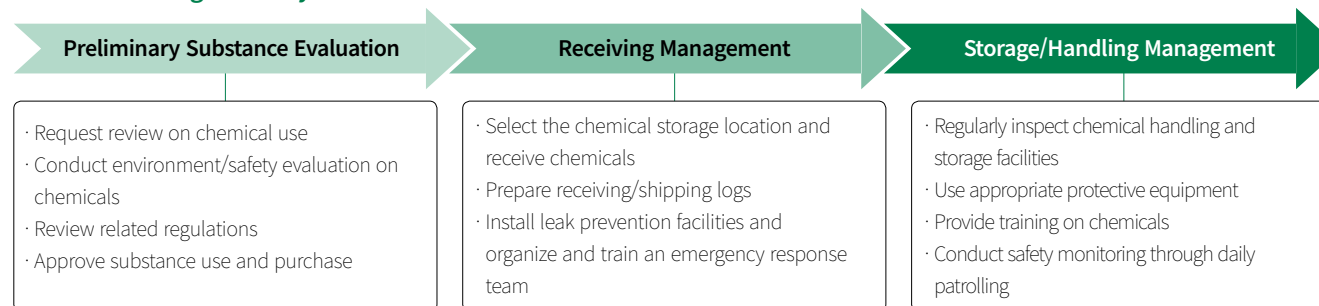 Preliminary Substance Evaluation
Receiving Management
Storage/Handling Management
· Request review on chemical use
· Conduct environment/safety evaluation on
chemicals
· Review related regulations
· Approve substance use and purchase
· Select the chemical storage location and
receive chemicals
· Prepare receiving/shipping logs
· Install leak prevention facilities and
organize and train an emergency response
team
· Regularly inspect chemical handling and
storage facilities
· Use appropriate protective equipment
· Provide training on chemicals
· Conduct safety monitoring through daily
patrolling